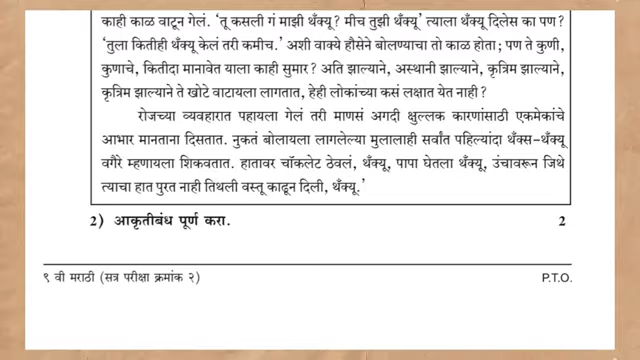 काही काळ वाटून गेलं. ‘तू कसली गं माझी थँक्यू? मीच तुझी थँक्यू’ त्याला थँक्यू दिलेस का पण?
‘तुला कितीही थँक्यू केलं तरी कमीच.’ अशी वाक्ये हौसेने बोलण्याचा तो काळ होता; पण ते कुणी,
कुणाचे, कितीदा मानावेत याला काही सुमार? अति झाल्याने, अस्थानी झाल्याने, कृत्रिम झाल्याने,
कृत्रिम झाल्याने ते खोटे वाटायला लागतात, हेही लोकांच्या कसं लक्षात येत नाही?
रोजच्या व्यवहारात पहायला गेलं तरी माणसं अगदी क्षुल्लक कारणांसाठी एकमेकांचे
आभार मानताना दिसतात. नुकतं बोलायला लागलेल्या मुलालाही सर्वांत पहिल्यांदा थँक्स-थँक्यू
वगैरे म्हणायला शिकवतात. हातावर चॉकलेट ठेवलं, थँक्यू, पापा घेतला थँक्यू, उंचावरून जिथे
त्याचा हात पुरत नाही तिथली वस्तू काढून दिली, थँक्यू.’
2) आकृतीबंध पूर्ण करा. 2
९ वी मराठी (सत्र परीक्षा क्रमांक २) P.T.O.